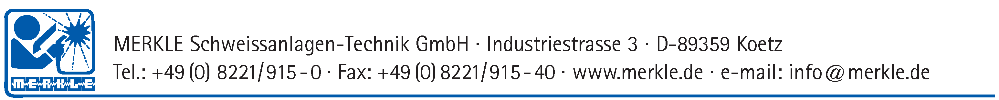 MERKLE Schweissanlagen-Technik GmbH · Industriestrasse 3 · D-89359 Koetz
Tel.: +49 (0) 8221/915-0 · Fax: +49 (0) 8221/915-40 · www.merkle.de · e-mail: info@merkle.de
MERKLE